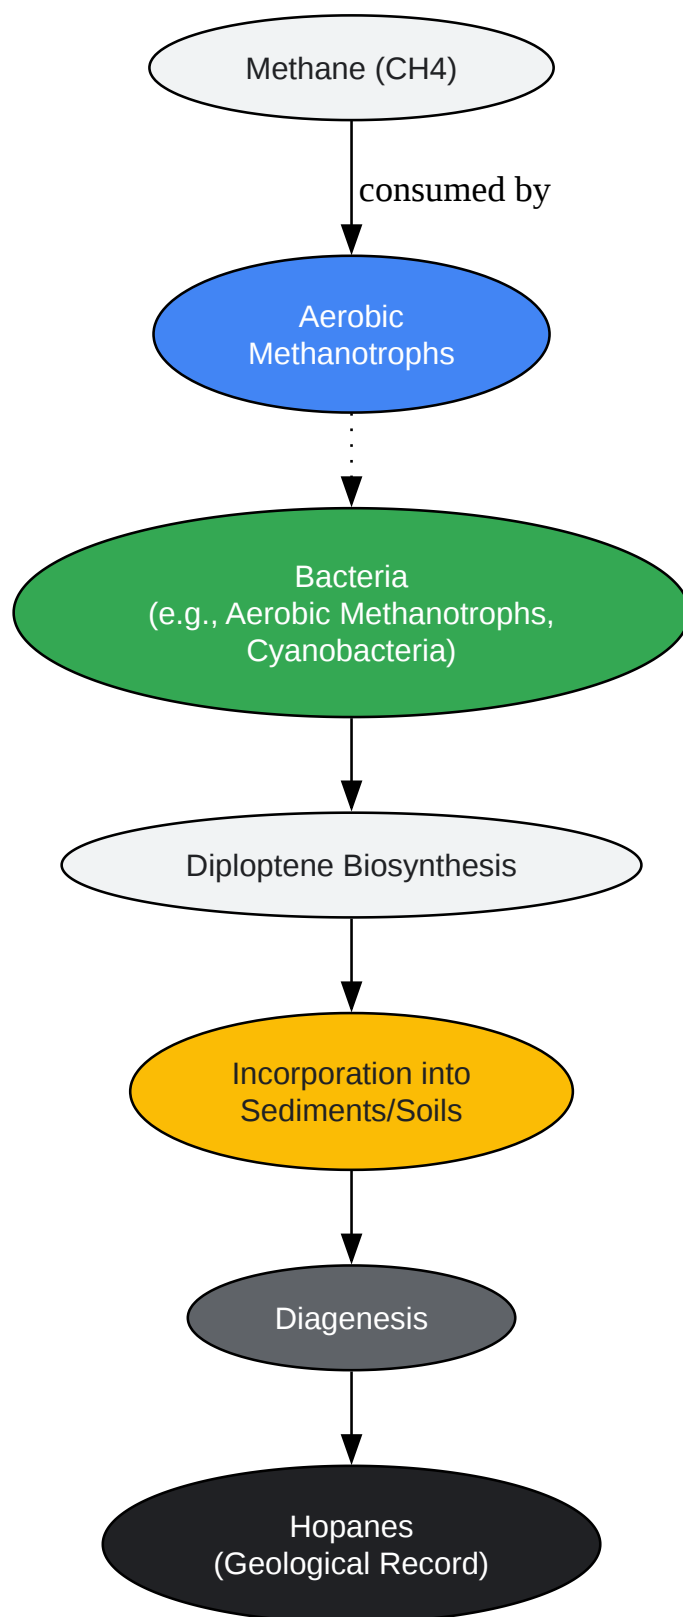 Methane (CH4)
consumed by
Aerobic
Methanotrophs
Bacteria
(e.g., Aerobic Methanotrophs,
Cyanobacteria)
Diploptene Biosynthesis
Incorporation into
Sediments/Soils
Diagenesis
Hopanes
(Geological Record)